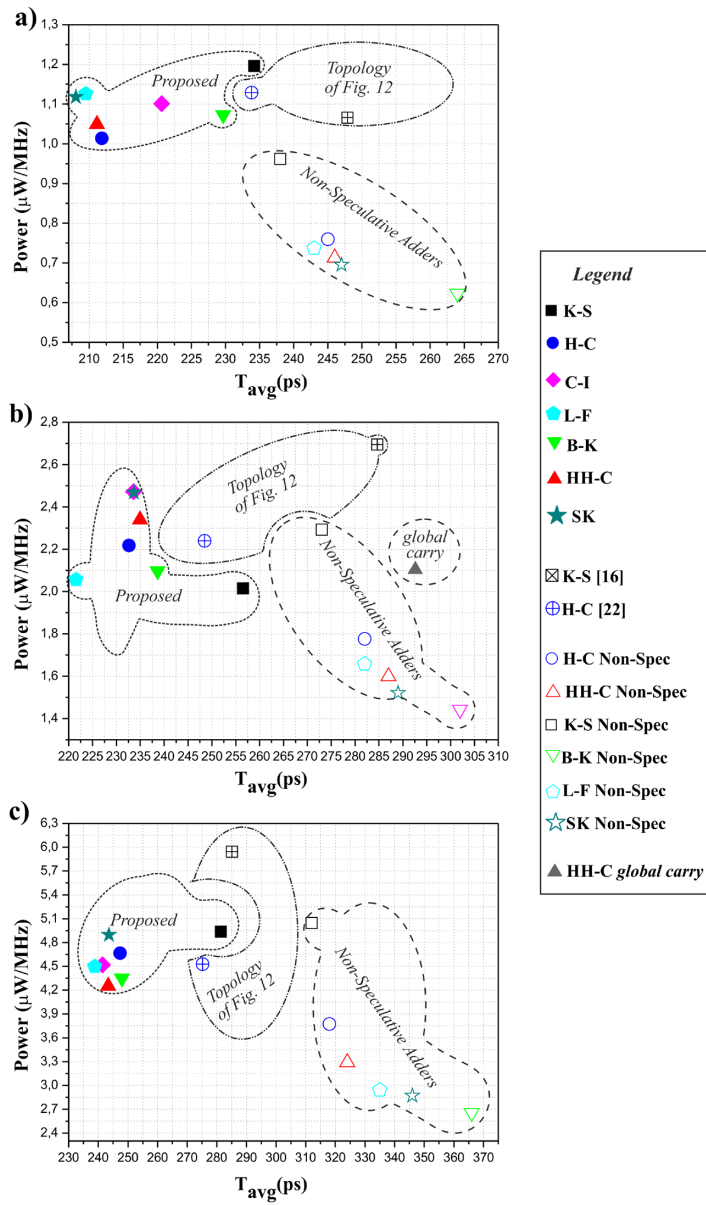 a)
1,3
1,2
1,1
1,0
0,9
0,8
0,7
0,6
0,5
Power (μW/MHz)
Proposed
Topology
of Fig. 12
Non-Speculative Adders
210 215 220 225 230 235 240 245 250 255 260 265 270
Tavg(ps)
b)
2,8
2,6
2,4
2,2
2,0
1,8
1,6
1,4
Power (μW/MHz)
Topology
of Fig. 12
Proposed
Non-Speculative Adders
global
carry
220 225 230 235 240 245 250 255 260 265 270 275 280 285 290 295 300 305 310
Tavg(ps)
c)
6,3
6,0
5,7
5,4
5,1
4,8
4,5
4,2
3,9
3,6
3,3
3,0
2,7
2,4
Power (μW/MHz)
Proposed
Topology
of Fig. 12
Non-Speculative Adders
230 240 250 260 270 280 290 300 310 320 330 340 350 360 370
Tavg(ps)
Legend
K-S
H-C
C-I
L-F
B-K
HH-C
SK
K-S [16]
H-C [22]
H-C Non-Spec
HH-C Non-Spec
K-S Non-Spec
B-K Non-Spec
L-F Non-Spec
SK Non-Spec
HH-C global carry